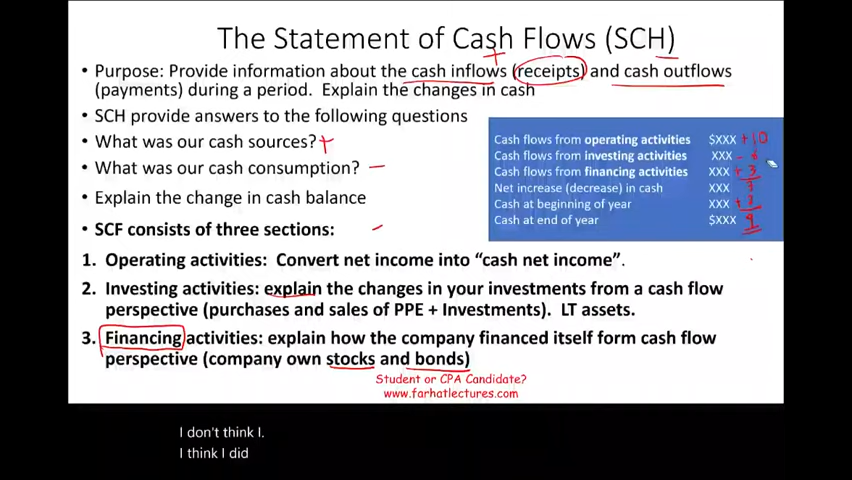 The Statement of Cash Flows (SCH)
• Purpose: Provide information about the cash inflows (receipts) and cash outflows
(payments) during a period. Explain the changes in cash
SCH provide answers to the following questions
• What was our cash sources? +
• What was our cash consumption? –
• Explain the change in cash balance
• SCF consists of three sections:
Cash flows from operating activities $XXX +10
Cash flows from investing activities XXX
Cash flows from financing activities XXX +3
Net increase (decrease) in cash XXX
Cash at beginning of year XXX
Cash at end of year $XXX 9
1. Operating activities: Convert net income into “cash net income”.
2. Investing activities: explain the changes in your investments from a cash flow
perspective (purchases and sales of PPE + Investments). LT assets.
3. Financing activities: explain how the company financed itself form cash flow
perspective (company own stocks and bonds)
Student or CPA Candidate?
www.farhatlectures.com
I don't think I.
I think I did